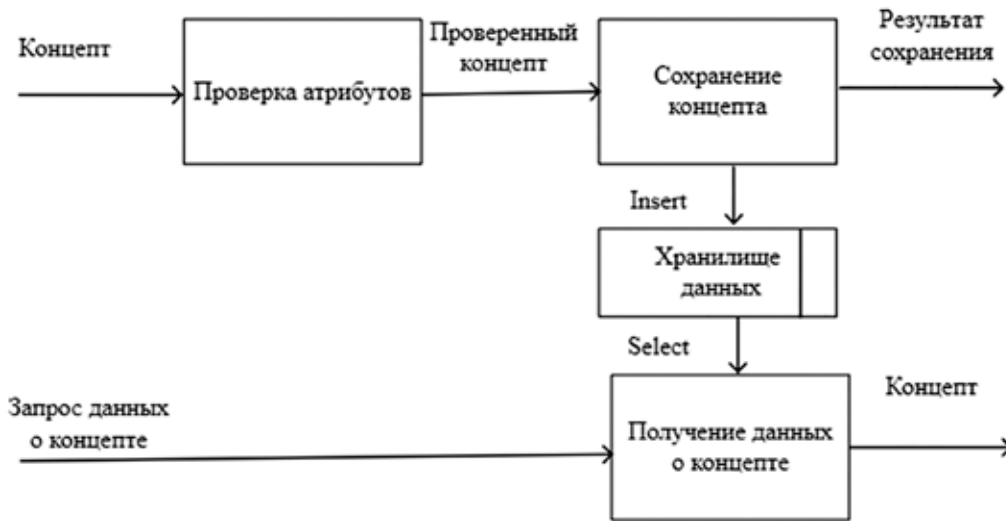 Концепт
Проверка атрибутов
Проверенный
концепт
Сохранение
концепта
Результат
сохранения
Insert
Хранилище
данных
Select
Запрос данных
о концепте
Получение данных
о концепте
Концепт